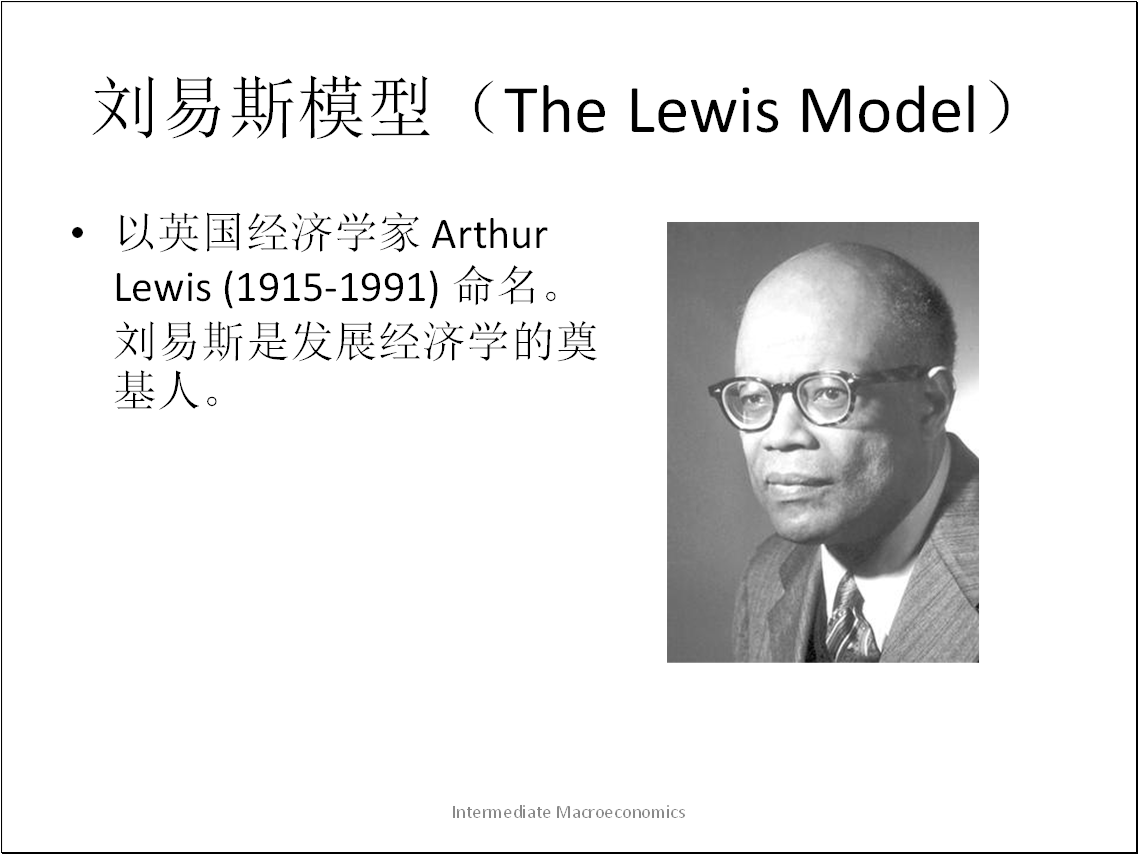 刘易斯模型（The Lewis Model）
• 以英国经济学家 Arthur
Lewis (1915-1991) 命名。
刘易斯是发展经济学的奠
基人。
Intermediate Macroeconomics